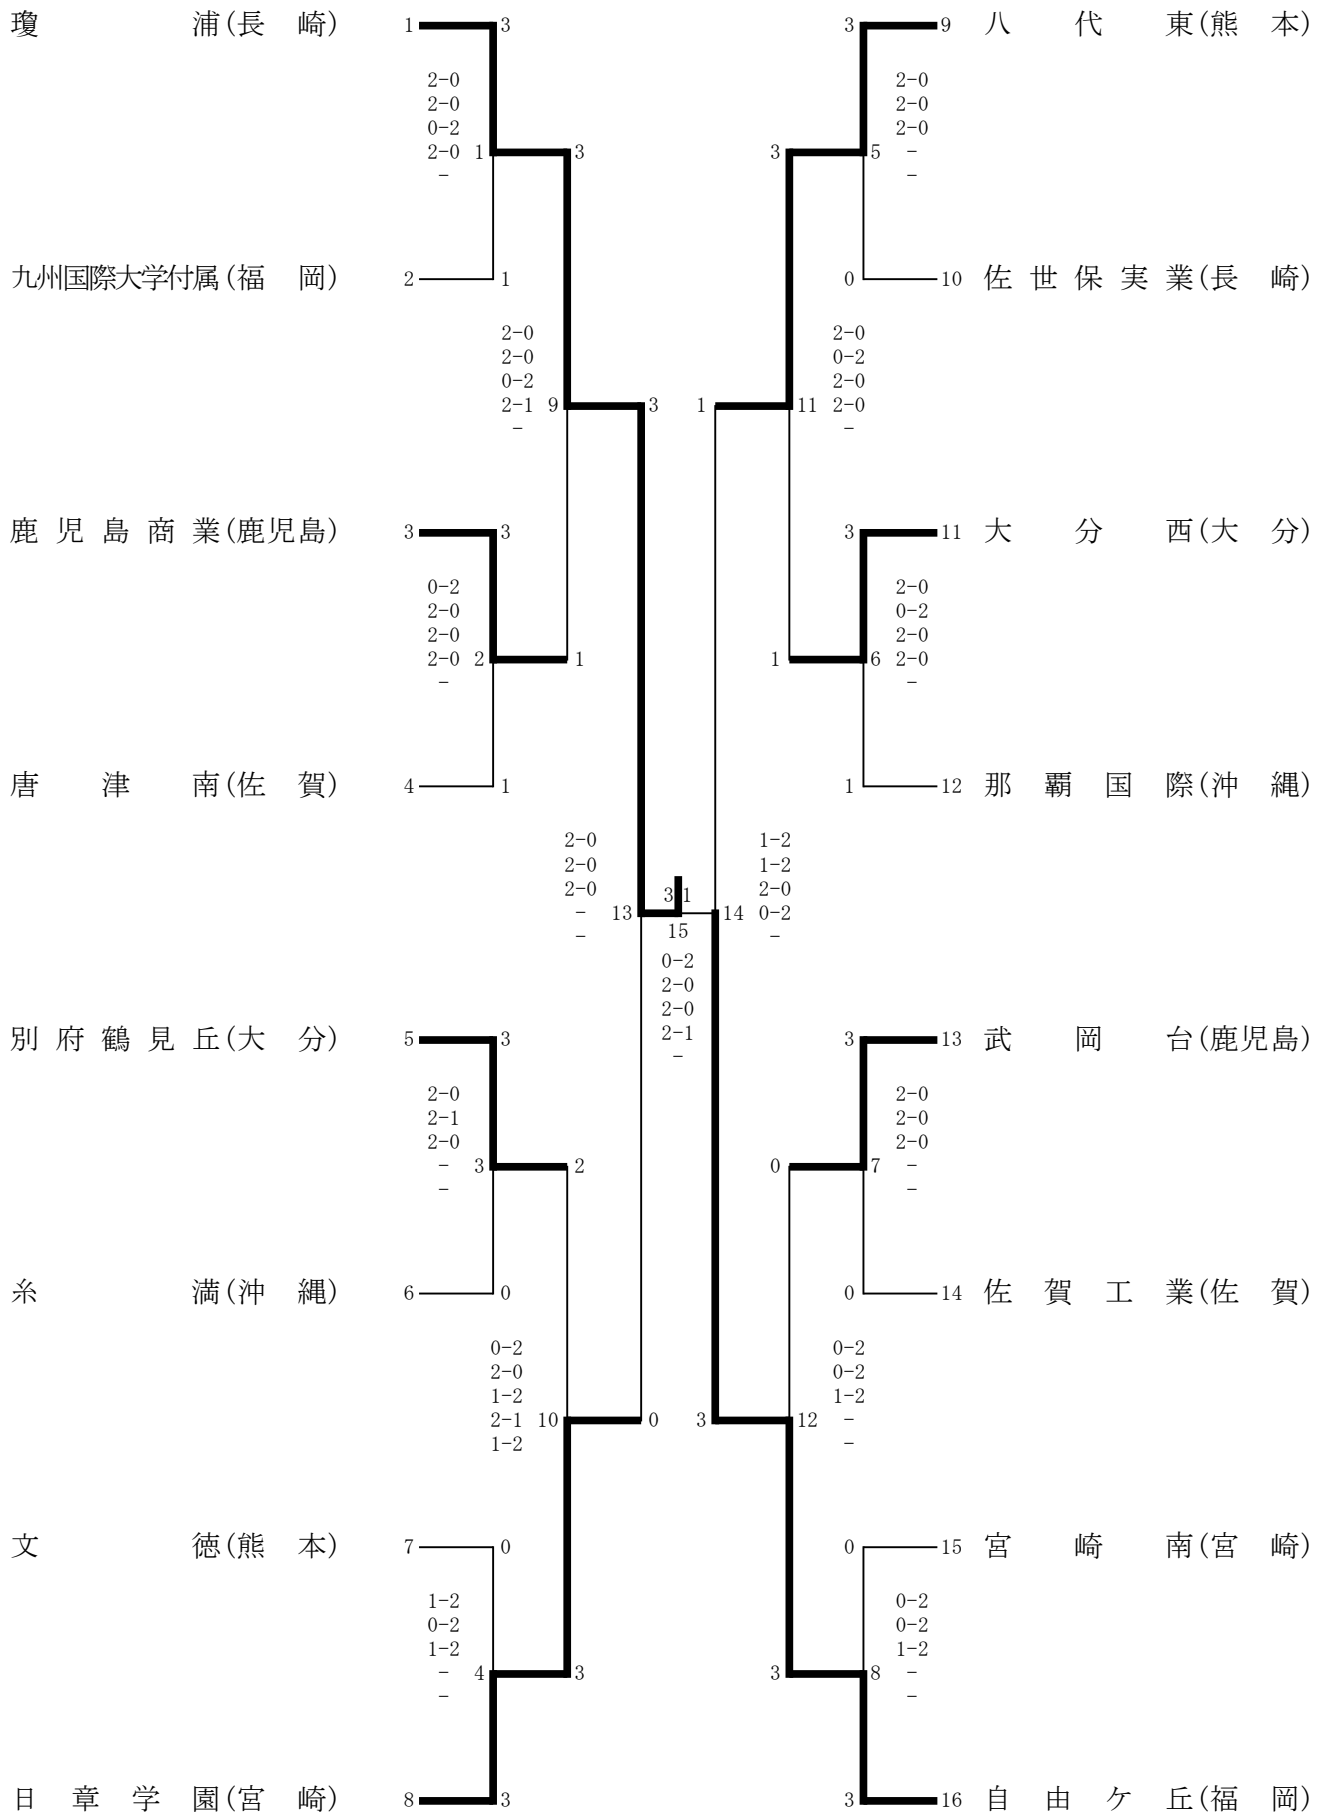 瓊浦(長崎) 1 3 3 9 八代東(熊本)
2-0 2-0
2-0 2-0
0-2 2-0
2-0 1 3 3 5 -
- -
九州国際大学付属(福岡) 2 1 0 10 佐世保実業(長崎)
2-0 2-0
2-0 0-2
0-2 2-0
2-1 9 3 1 11 2-0
- -
鹿児島商業(鹿児島) 3 3 3 11 大分西(大分)
0-2 2-0
2-0 0-2
2-0 2-0
2-0 2 1 1 6 2-0
- -
唐津南(佐賀) 4 1 1 12 那覇国際(沖縄)
2-0 1-2
2-0 1-2
2-0 3 1 2-0
- 13 14 0-2
- 15 -
0-2
2-0
2-0
2-1
-
別府鶴見丘(大分) 5 3 3 13 武岡台(鹿児島)
2-0 2-0
2-1 2-0
2-0 2-0
- 3 2 0 7 -
- -
糸満(沖縄) 6 0 0 14 佐賀工業(佐賀)
0-2 0-2
2-0 0-2
1-2 1-2
2-1 10 0 3 12 -
1-2 -
文徳(熊本) 7 0 0 15 宮崎南(宮崎)
1-2 0-2
0-2 0-2
1-2 1-2
- 4 3 3 8 -
- -
日章学園(宮崎) 8 3 3 16 自由ケ丘(福岡)